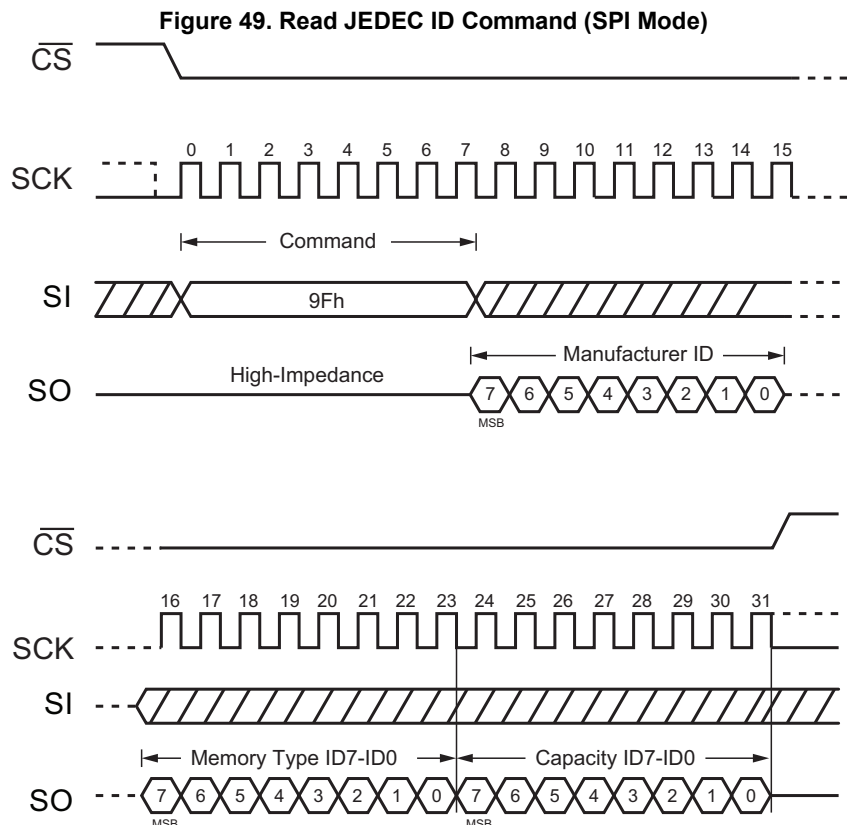 Figure 49. Read JEDEC ID Command (SPI Mode)
CS
0 1 2 3 4 5 6 7 8 9 10 11 12 13 14 15
SCK
Command
SI
9Fh
Manufacturer ID
High-Impedance
SO
7 6 5 4 3 2 1 0
MSB
CS
16 17 18 19 20 21 22 23 24 25 26 27 28 29 30 31
SCK
SI
Memory Type ID7-ID0 Capacity ID7-ID0
SO
7 6 5 4 3 2 1 0 7 6 5 4 3 2 1 0
MSB MSB